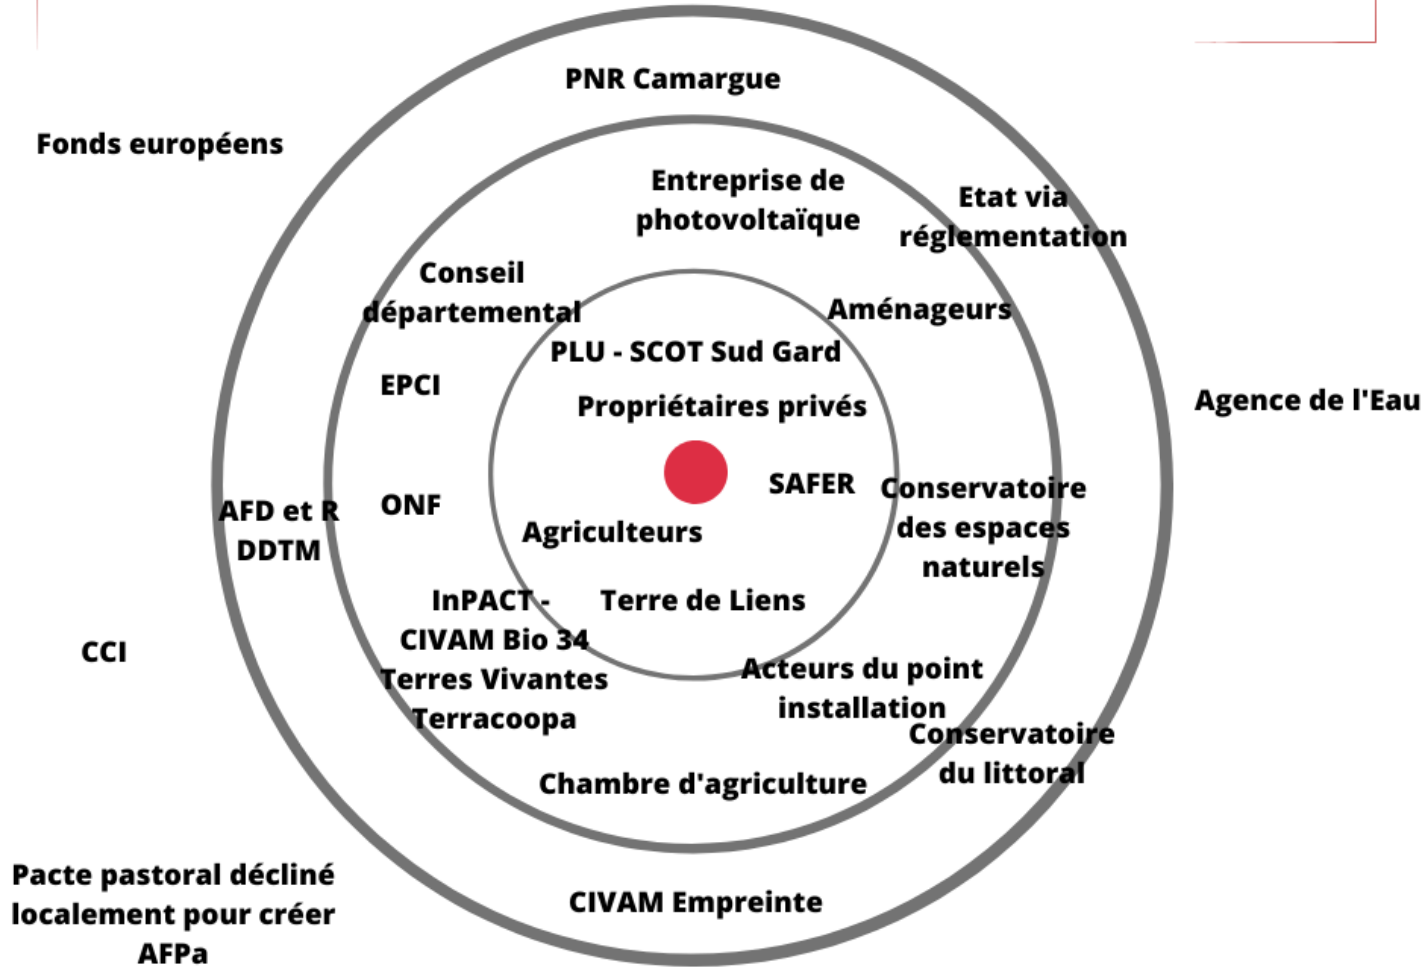 PNR Camargue
Fonds européens
Entreprise de
photovoltaïque
Etat via
réglementation
Conseil
départemental
Aménageurs
PLU - SCOT Sud Gard
EPCI
Propriétaires privés
Agence de l'Eau
SAFER
Conservatoire
des espaces
naturels
AFD et R
DDTM
ONF
Agriculteurs
InPACT -
CIVAM Bio 34
Terres Vivantes
Terracoopa
Terre de Liens
CCI
Acteurs du point
installation
Conservatoire
du littoral
Chambre d'agriculture
Pacte pastoral décliné
localement pour créer
AFPa
CIVAM Empreinte